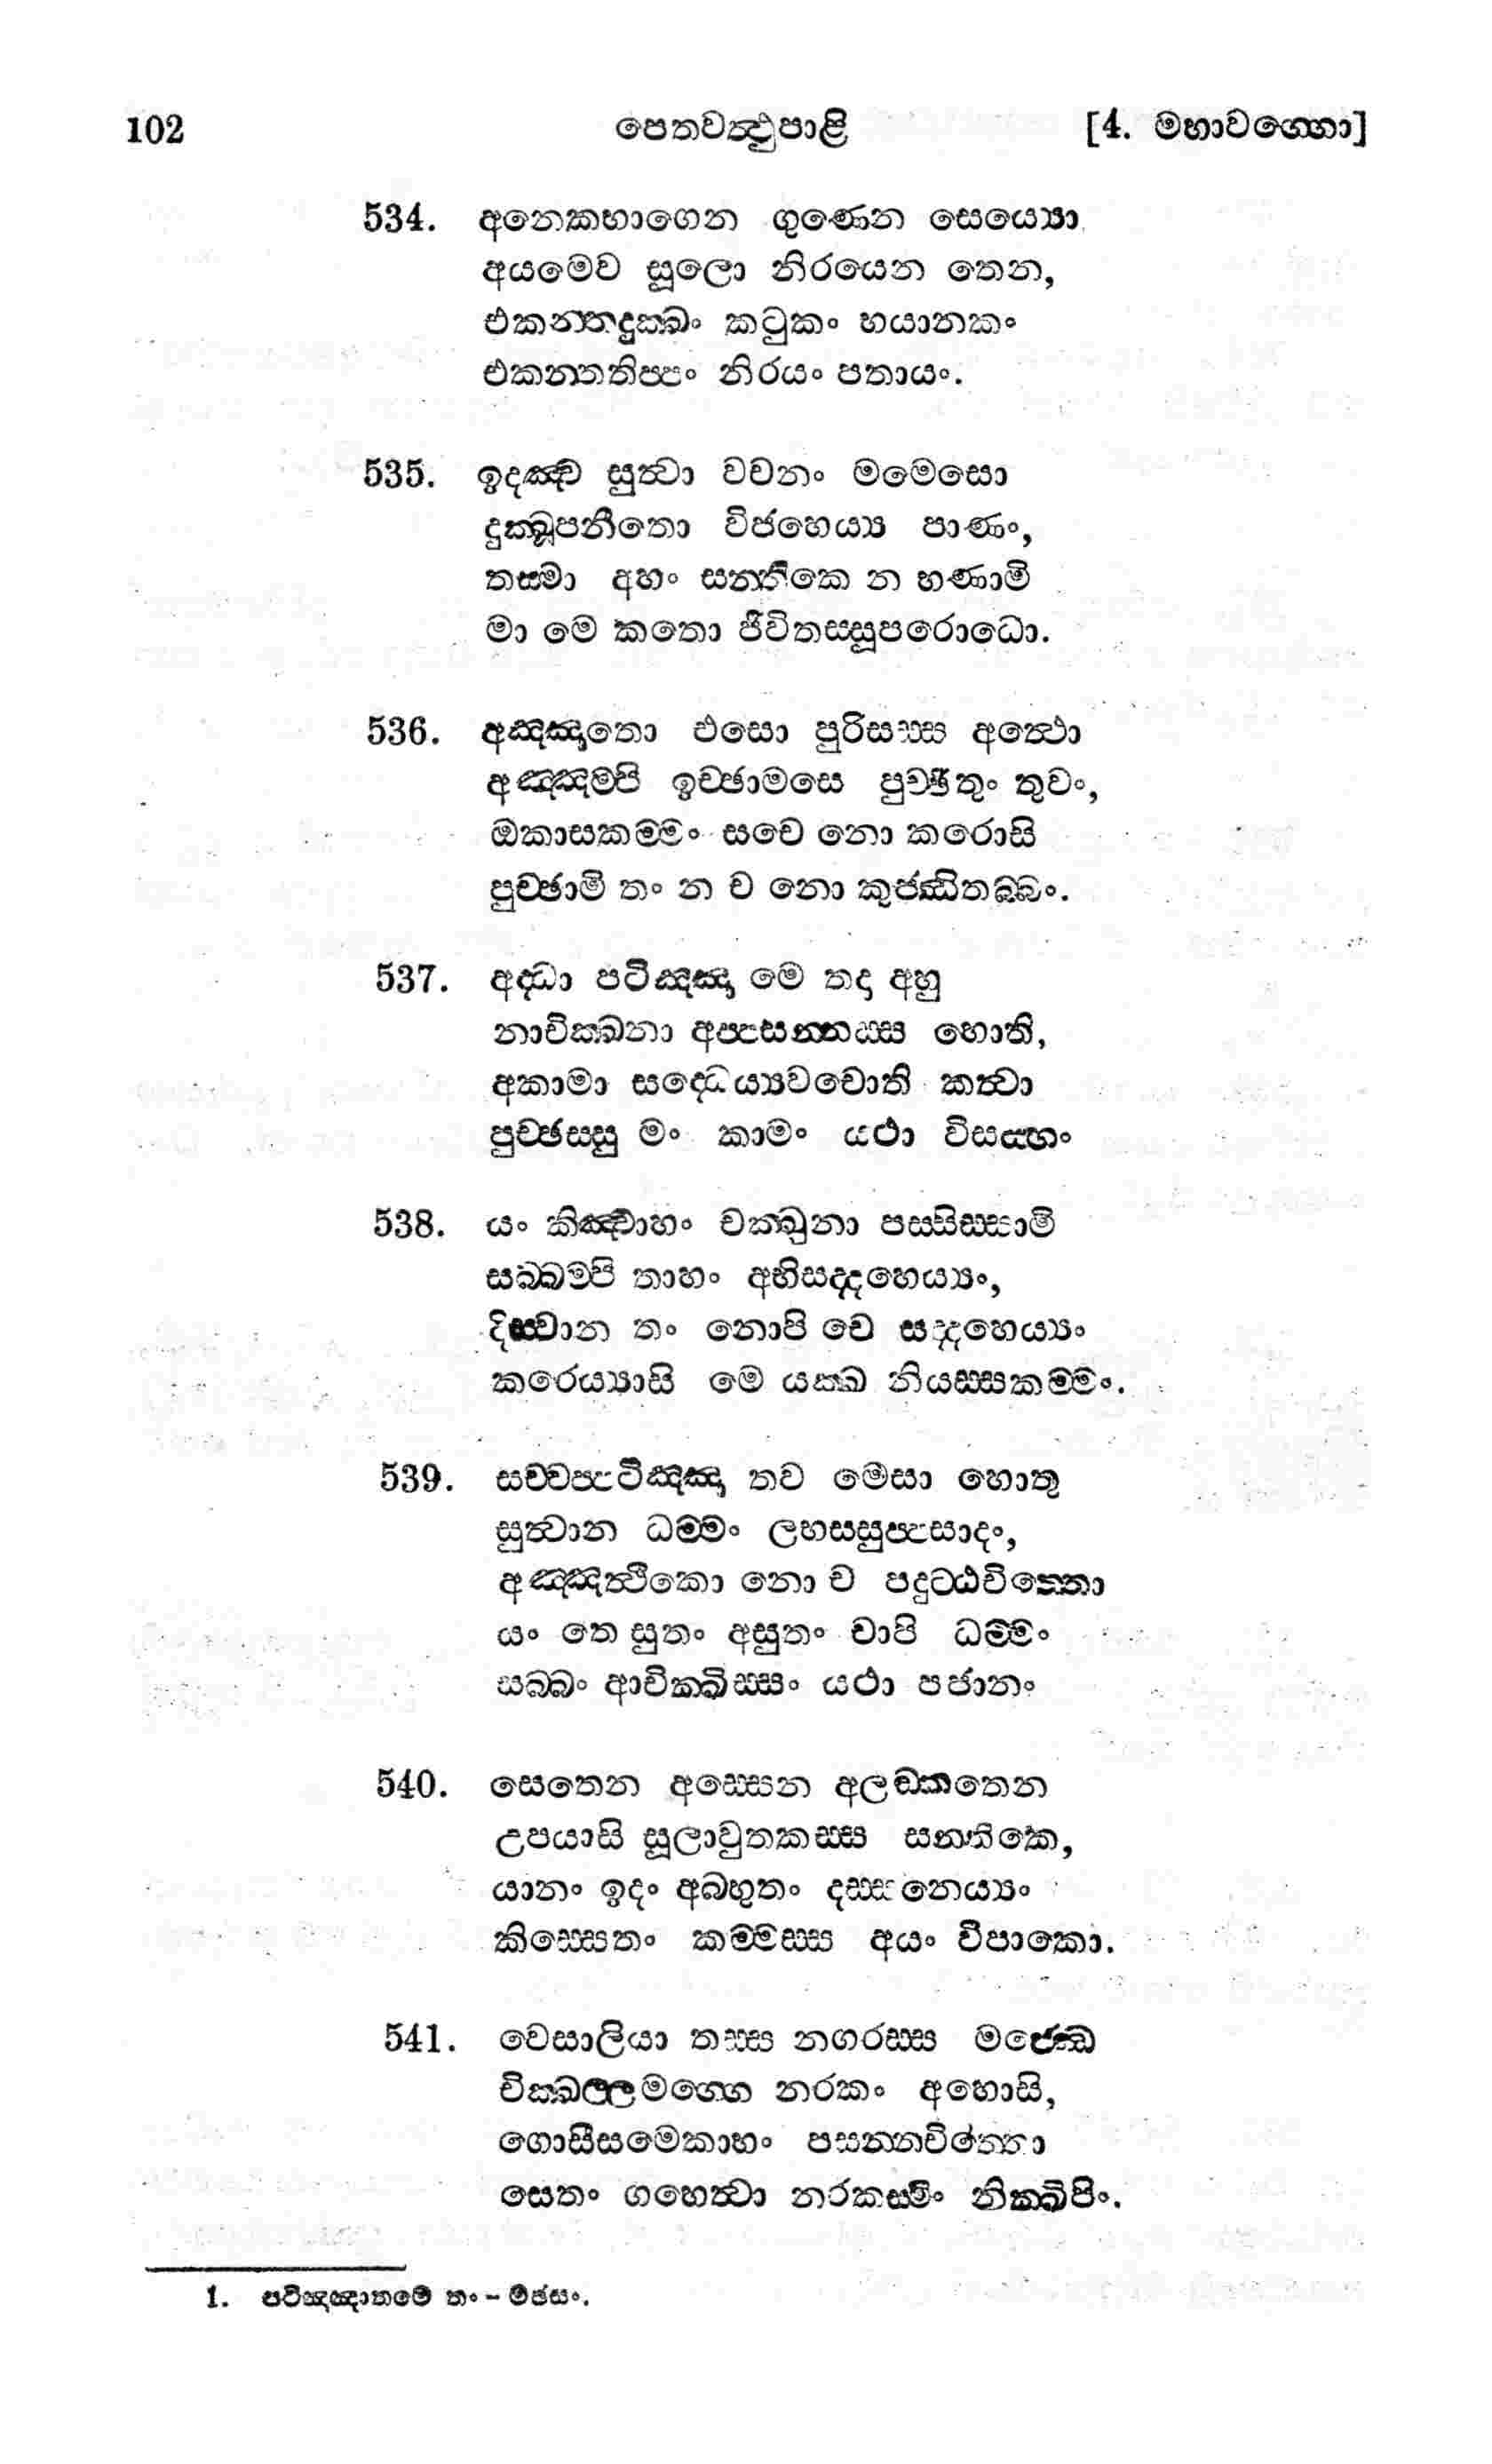 102 පෙතවත්ථුපාළි [4. මහාවග්ගො]
534. අනෙකභාගෙන ගුණෙන සෙය්‍යො
අයමෙව සූලො නිරයෙන තෙන,
එකන්තදුක්ඛං කටුකං භයානකං
එකන්තතිප්පං නිරයං පතායං.
535. ඉදඤ්ච සුත්වා වචනං මමෙසො
දුක්ඛූපනීතො විජහෙය්‍ය පාණං,
තස්මා අහං සන්තිකෙ න භණාමි
මා මෙ කතො ජීවිතස්සූපරොධො.
536. අඤ්ඤාතො එසො පුරිසස්ස අත්ථො
අඤ්ඤම්පි ඉච්ඡාමසෙ පුච්ඡිතුං තුවං,
ඔකාසකම්මං සචෙ නො කරොසි
පුච්ඡාමි තං න ච නො කුජ්ඣිතබ්බං.
537. අද්ධා පටිඤ්ඤා මෙ තදා අහු
නාචික්ඛනා අප්පසන්නස්ස හොති,
අකාමා සද්ධෙය්‍යවචොති කත්වා
පුච්ඡස්සු මං කාමං යථා විසය්හං
538. යං කිඤ්චාහං චක්ඛුනා පස්සිස්සාමි
සබ්බම්පි තාහං අභිසද්දහෙය්‍යං,
දිස්වාන තං නොපි චෙ සද්දහෙය්‍යං
කරෙය්‍යාසි මෙ යක්ඛ නියස්සකම්මං.
539. සච්චප්පටිඤ්ඤා තව මෙසා හොතු
සුත්වාන ධම්මං ලභස්සුප්පසාදං,
අඤ්ඤත්ථිකො නො ච පදුට්ඨචිත්තො
යං තෙ සුතං අසුතං චාපි ධම්මං
සබ්බං ආචික්ඛිස්සං යථා පජානං
540. සෙතෙන අස්සෙන අලඞ්කතෙන
උපයාසි සූලාවුතකස්ස සන්තිකෙ,
යානං ඉදං අබ්භුතං දස්සනෙය්‍යං
කිස්සෙතං කම්මස්ස අයං විපාකො.
541. වෙසාලියා තස්ස නගරස්ස මජ්ඣෙ
චික්ඛල්ලමග්ගෙ නරකං අහොසි,
ගොසීසමෙකාහං පසන්නචිත්තො
සෙතං ගහෙත්වා නරකස්මිං නික්ඛිපිං.
1. පටිඤ්ඤාතමෙ තං - මජසං.